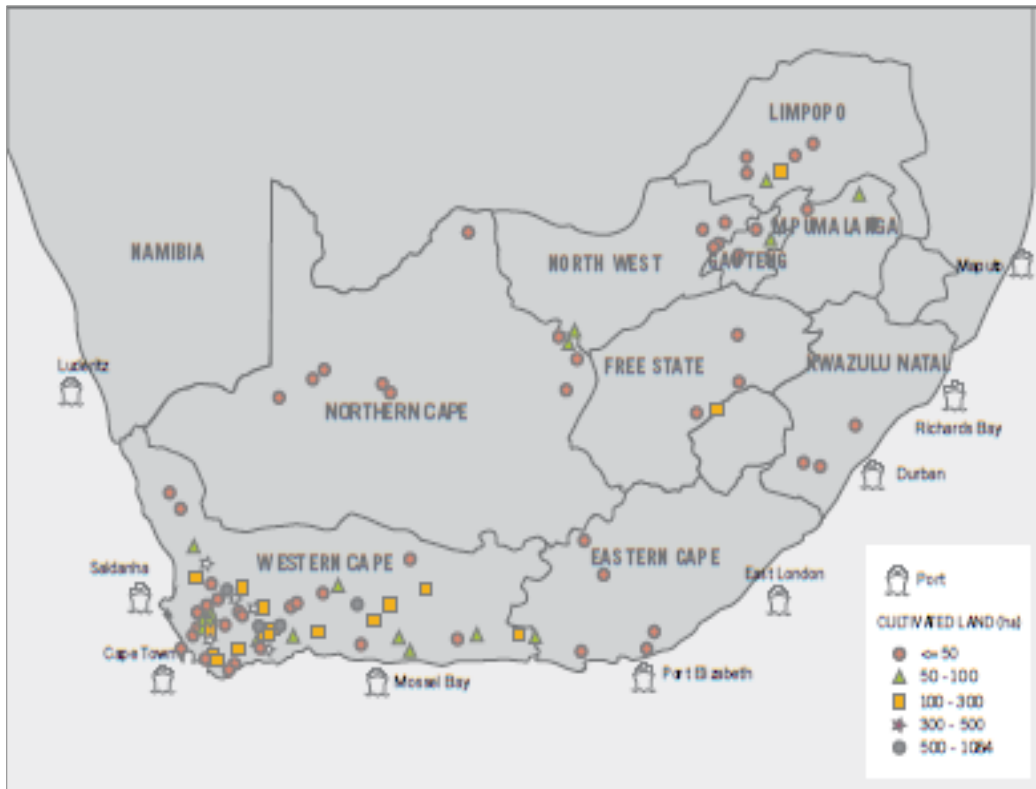 LIMPOPO
NAMIBIA
MPUMALANGA
NORTH WEST
GAUTENG
Maputo
Luderitz
FREE STATE
KWAZULU NATAL
NORTHERN CAPE
Richards Bay
Durban
WESTERN CAPE
EASTERN CAPE
Saldanha
East London
Port
CULTIVATED LAND (ha)
<= 50
Cape Town
Mossel Bay
Port Elizabeth
50 - 100
100 - 300
300 - 500
500 - 1084